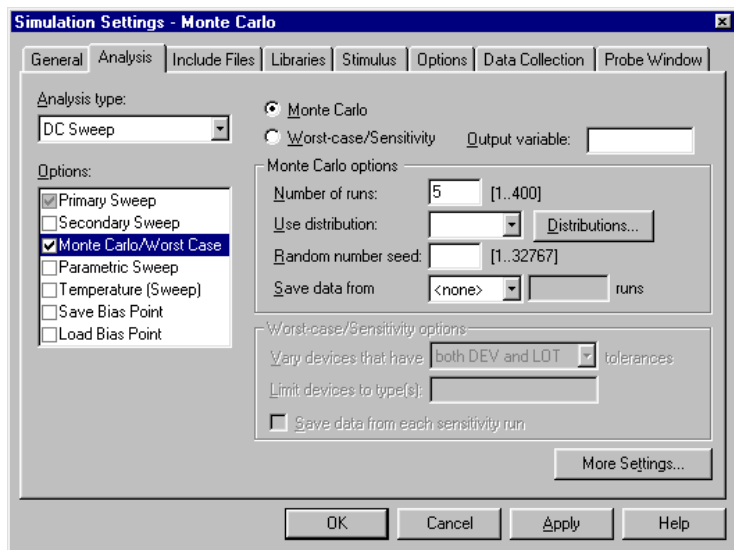 Simulation Settings - Monte Carlo
General Analysis Include Files Libraries Stimulus Options Data Collection Probe Window
Analysis type:
DC Sweep
Options:
Primary Sweep
Secondary Sweep
Monte Carlo/Worst Case
Parametric Sweep
Temperature (Sweep)
Save Bias Point
Load Bias Point
Monte Carlo
Worst-case/Sensitivity Output variable:
Monte Carlo options
Number of runs: 5 [1..400]
Use distribution: Distributions...
Random number seed: [1..32767]
Save data from <none> runs
Worst-case/Sensitivity options
Vary devices that have both DEV and LOT tolerances
Limit devices to type(s):
Save data from each sensitivity run
More Settings...
OK Cancel Apply Help